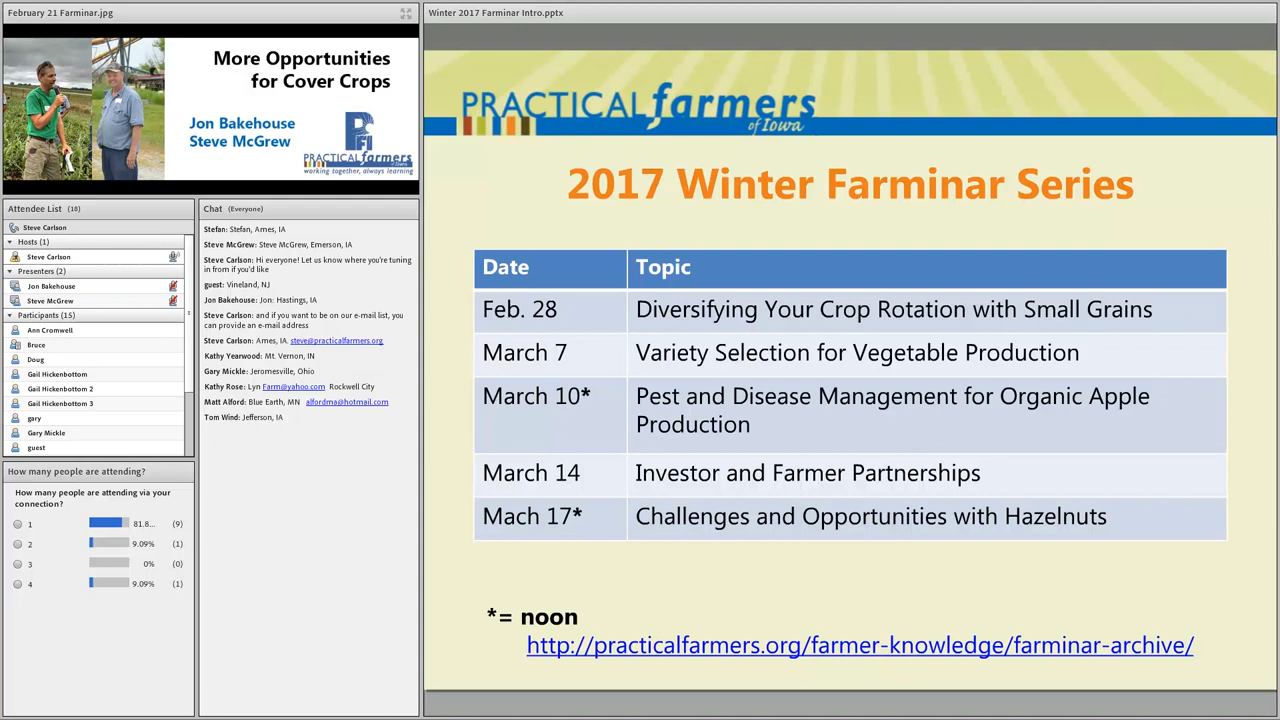 February 21 Farminar.jpg
More Opportunities
for Cover Crops
Jon Bakehouse
Steve McGrew
PFI
PRACTICAL farmers
of Iowa
working together, always learning
Attendee List (18)
Steve Carlson
Hosts (1)
Steve Carlson
Presenters (2)
Jon Bakehouse
Steve McGrew
Participants (15)
Ann Cromwell
Bruce
Doug
Gail Hickenbottom
Gail Hickenbottom 2
Gail Hickenbottom 3
gary
Gary Mickle
guest
How many people are attending?
How many people are attending via your
connection?
1 81.8... (9)
2 9.09% (1)
3 0% (0)
4 9.09% (1)
Chat (Everyone)
Stefan: Stefan, Ames, IA
Steve McGrew: Steve McGrew, Emerson, IA
Steve Carlson: Hi everyone! Let us know where you're tuning
in from if you'd like
guest: Vineland, NJ
Jon Bakehouse: Jon: Hastings, IA
Steve Carlson: and if you want to be on our e-mail list, you
can provide an e-mail address
Steve Carlson: Ames, IA. steve@practicalfarmers.org
Kathy Yearwood: Mt. Vernon, IN
Gary Mickle: Jeromesville, Ohio
Kathy Rose: Lyn Farm@yahoo.com Rockwell City
Matt Alford: Blue Earth, MN alfordma@hotmail.com
Tom Wind: Jefferson, IA
Winter 2017 Farminar Intro.pptx
PRACTICAL farmers
of Iowa
2017 Winter Farminar Series
Date Topic
Feb. 28 Diversifying Your Crop Rotation with Small Grains
March 7 Variety Selection for Vegetable Production
March 10* Pest and Disease Management for Organic Apple
Production
March 14 Investor and Farmer Partnerships
Mach 17* Challenges and Opportunities with Hazelnuts
*= noon
http://practicalfarmers.org/farmer-knowledge/farminar-archive/